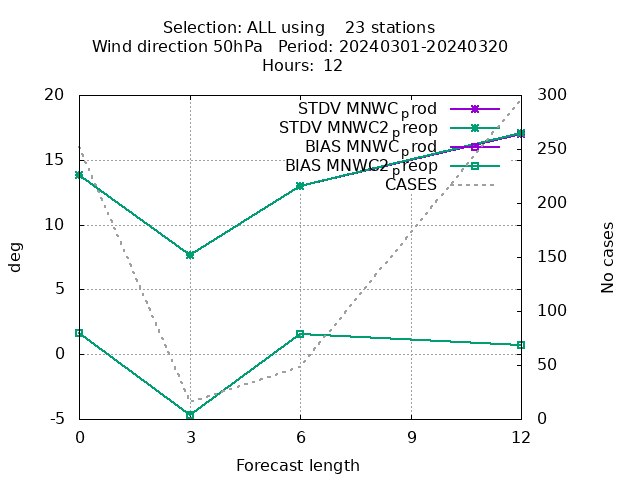 Selection: ALL using    23 stations
Wind direction 50hPa   Period: 20240301-20240320
Hours:  12
20
15
10
5
0
-5
deg
STDV MNWC_prod
STDV MNWC2_preop
BIAS MNWC_prod
BIAS MNWC2_preop
CASES
300
250
200
150
100
50
0
No cases
0 3 6 9 12
Forecast length